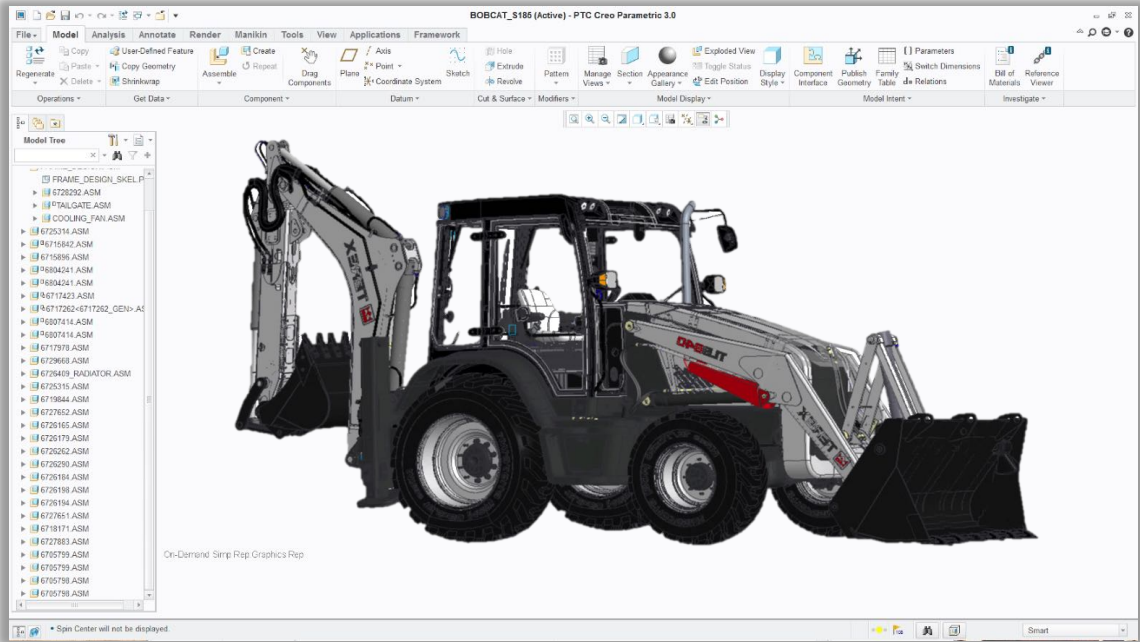 BOBCAT_S185 (Active) - PTC Creo Parametric 3.0
File Model Analysis Annotate Render Manikin Tools View Applications Framework
Regenerate
Copy
Paste
Delete
Operations
User-Defined Feature
Copy Geometry
Shrinkwrap
Get Data
Assemble
Create
Repeat
Drag
Components
Component
Plane
Axis
Point
Coordinate System
Sketch
Datum
Hole
Extrude
Revolve
Cut & Surface
Pattern
Modifiers
Manage
Views
Section
Appearance
Gallery
Exploded View
Toggle Status
Edit Position
Display
Style
Model Display
Component
Interface
Publish
Geometry
Family
Table
Parameters
Switch Dimensions
d= Relations
Model Intent
Bill of
Materials
Reference
Viewer
Investigate
Model Tree
FRAME_DESIGN_SKEL.P
6728292.ASM
TAILGATE.ASM
COOLING_FAN.ASM
6725314.ASM
6715842.ASM
6715896.ASM
6804241.ASM
6804241.ASM
6717423.ASM
6717262<6717262_GEN>.AS
6807414.ASM
6807414.ASM
6717978.ASM
6729668.ASM
6726409_RADIATOR.ASM
6725315.ASM
6719844.ASM
6727652.ASM
6726165.ASM
6726179.ASM
6726262.ASM
6726290.ASM
6726184.ASM
6726198.ASM
6726194.ASM
6727651.ASM
6718171.ASM
6727883.ASM
6705799.ASM
6705799.ASM
6705798.ASM
6705798.ASM
TEREX
TEREX
On-Demand Simp Rep:Graphics Rep
Spin Center will not be displayed.
Smart